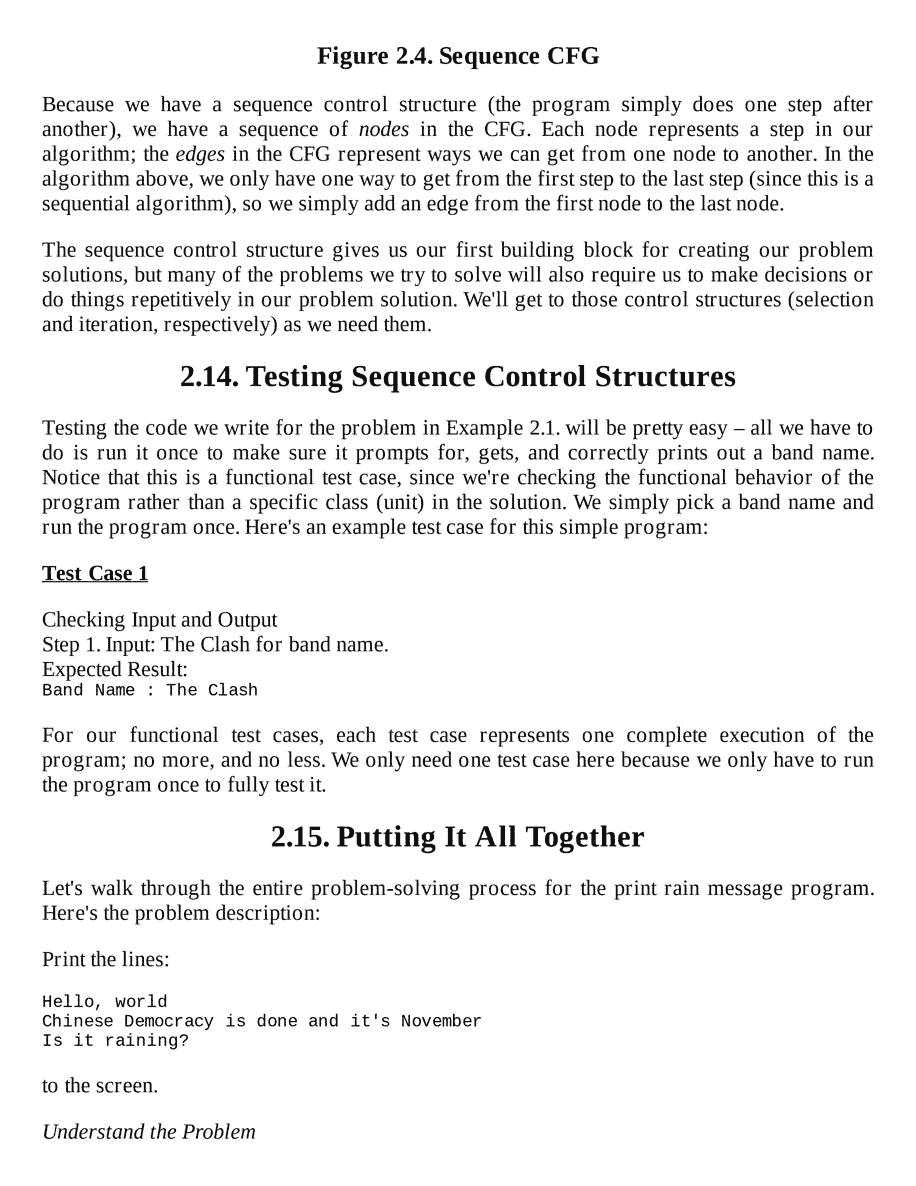 Figure 2.4. Sequence CFG
Because we have a sequence control structure (the program simply does one step after
another), we have a sequence of nodes in the CFG. Each node represents a step in our
algorithm; the edges in the CFG represent ways we can get from one node to another. In the
algorithm above, we only have one way to get from the first step to the last step (since this is a
sequential algorithm), so we simply add an edge from the first node to the last node.
The sequence control structure gives us our first building block for creating our problem
solutions, but many of the problems we try to solve will also require us to make decisions or
do things repetitively in our problem solution. We'll get to those control structures (selection
and iteration, respectively) as we need them.
2.14. Testing Sequence Control Structures
Testing the code we write for the problem in Example 2.1. will be pretty easy – all we have to
do is run it once to make sure it prompts for, gets, and correctly prints out a band name.
Notice that this is a functional test case, since we're checking the functional behavior of the
program rather than a specific class (unit) in the solution. We simply pick a band name and
run the program once. Here's an example test case for this simple program:
Test Case 1
Checking Input and Output
Step 1. Input: The Clash for band name.
Expected Result:
Band Name : The Clash
For our functional test cases, each test case represents one complete execution of the
program; no more, and no less. We only need one test case here because we only have to run
the program once to fully test it.
2.15. Putting It All Together
Let's walk through the entire problem-solving process for the print rain message program.
Here's the problem description:
Print the lines:
Hello, world
Chinese Democracy is done and it's November
Is it raining?
to the screen.
Understand the Problem